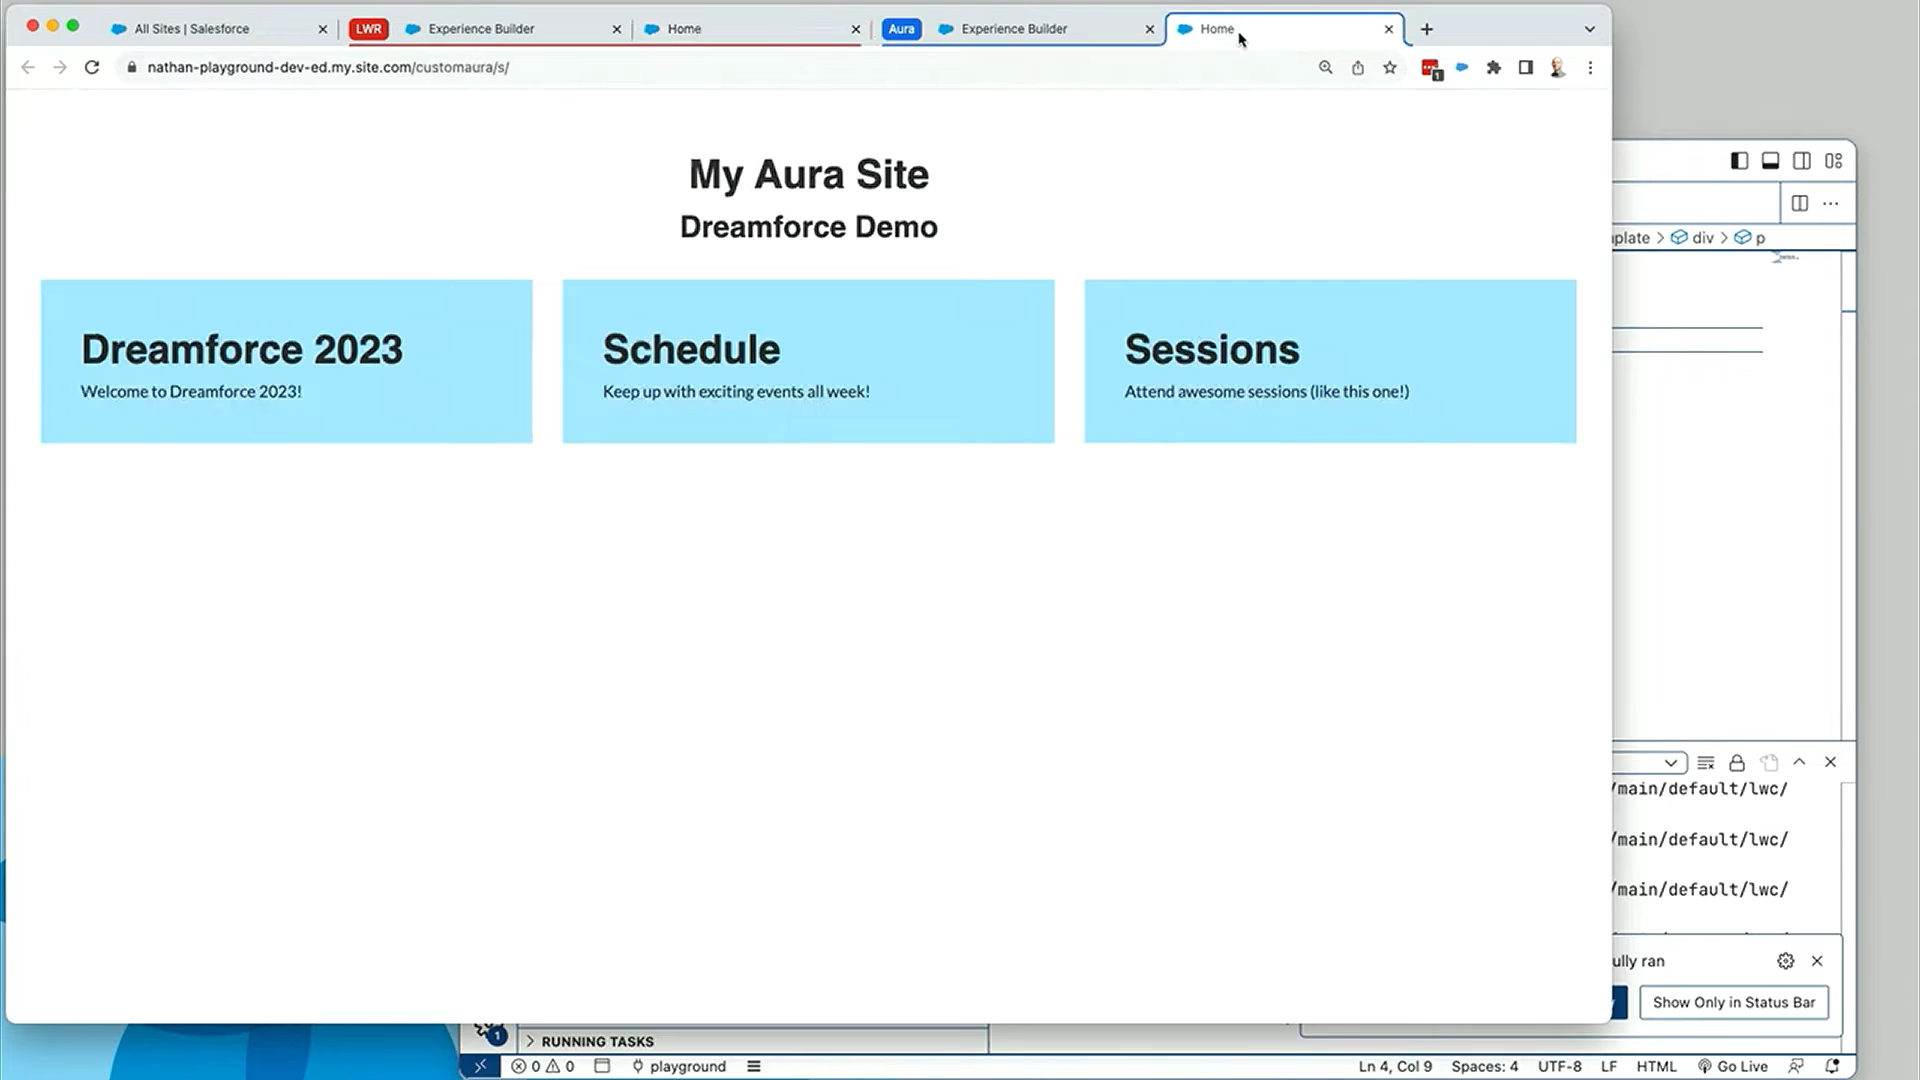 All Sites | Salesforce
LWR
Experience Builder
Home
Aura
Experience Builder
Home
nathan-playground-dev-ed.my.site.com/customaura/s/
1
My Aura Site
Dreamforce Demo
Dreamforce 2023
Welcome to Dreamforce 2023!
Schedule
Keep up with exciting events all week!
Sessions
Attend awesome sessions (like this one!)
plate > div > p
/main/default/lwc/
/main/default/lwc/
/main/default/lwc/
ully ran
Show Only in Status Bar
1
RUNNING TASKS
0 0 playground
Ln 4, Col 9 Spaces: 4 UTF-8 LF HTML Go Live